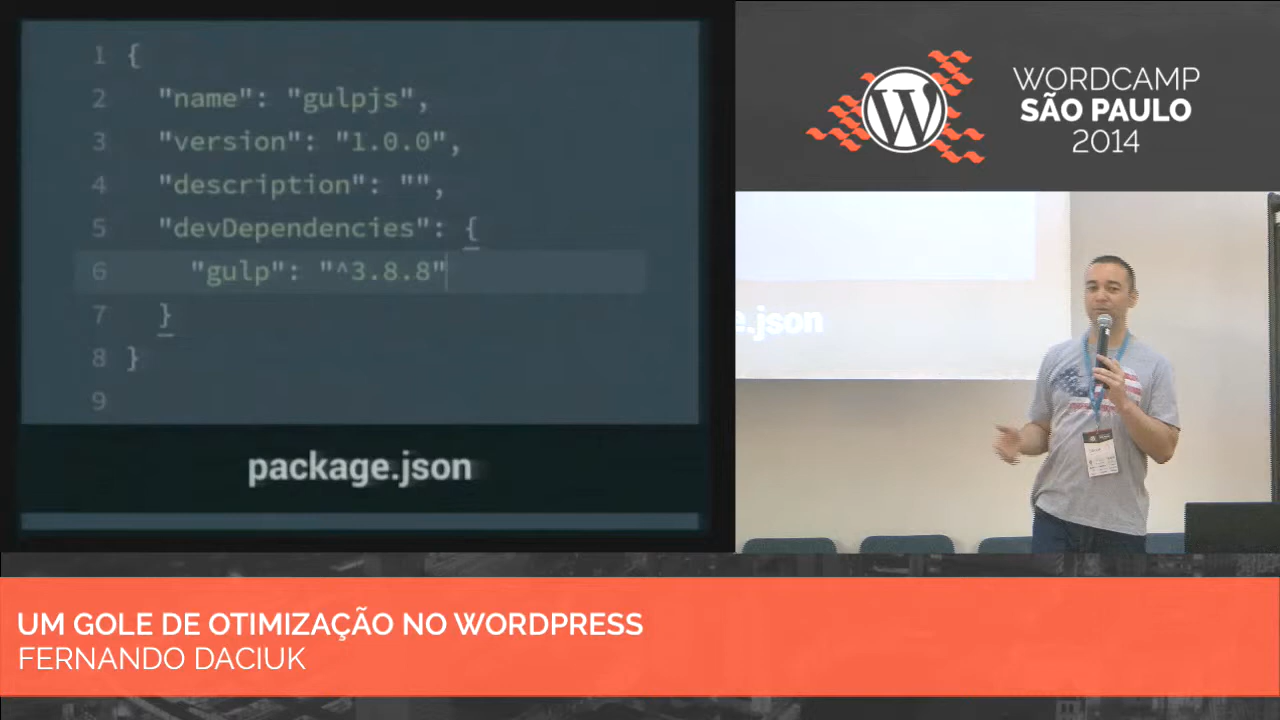 1 {
2 "name": "gulpjs",
3 "version": "1.0.0",
4 "description": "",
5 "devDependencies": {
6 "gulp": "^3.8.8"
7 }
8 }
9
package.json
WORDCAMP
SÃO PAULO
2014
e.json
UM GOLE DE OTIMIZAÇÃO NO WORDPRESS
FERNANDO DACIUK